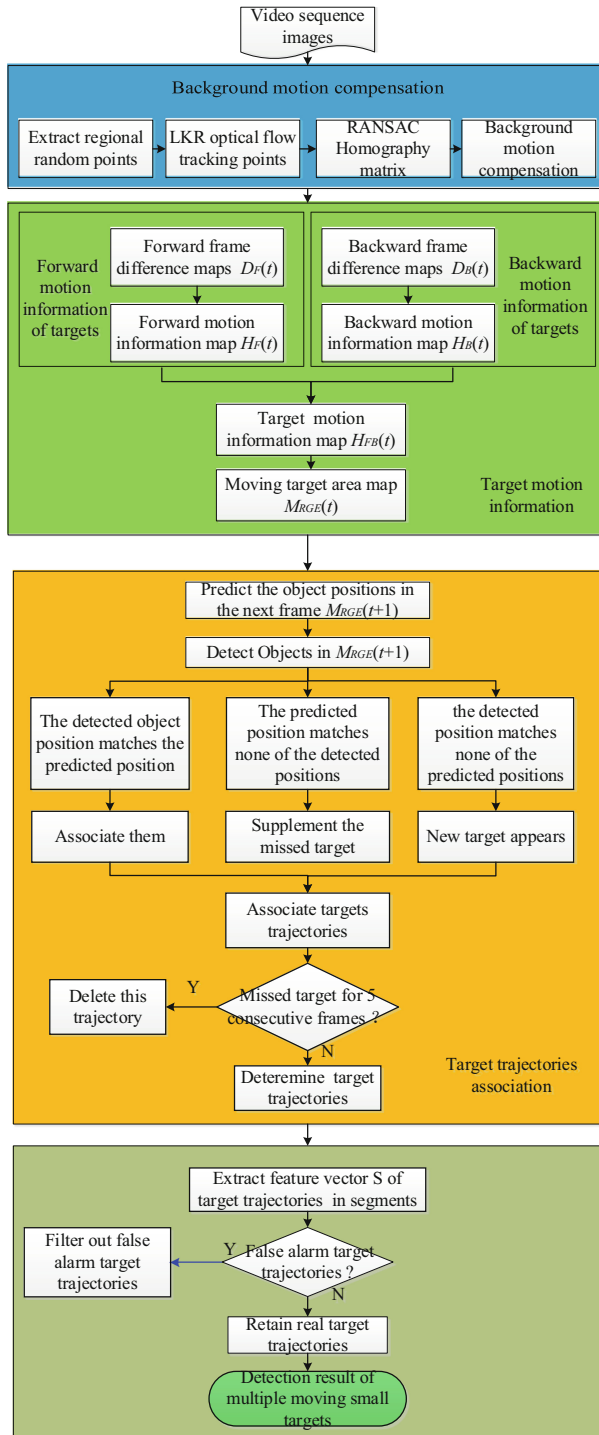 Video sequence
images
Background motion compensation
Extract regional
random points
LKR optical flow
tracking points
RANSAC
Homography
matrix
Background
motion
compensation
Forward
motion
information
of targets
Forward frame
difference maps DF(t)
Forward motion
information map HF(t)
Backward frame
difference maps DB(t)
Backward motion
information map HB(t)
Backward
motion
information
of targets
Target motion
information map HFB(t)
Moving target area map
MRGE(t)
Target motion
information
Predict the object positions in
the next frame MRGE(t+1)
Detect Objects in MRGE(t+1)
The detected object
position matches the
predicted position
The predicted
position matches
none of the detected
positions
the detected
position matches
none of the
predicted positions
Associate them
Supplement the
missed target
New target appears
Associate targets
trajectories
Missed target for 5
consecutive frames ?
Y
Delete this
trajectory
N
Deteremine target
trajectories
Target trajectories
association
Extract feature vector S of
target trajectories in segments
False alarm target
trajectories ?
Y
Filter out false
alarm target
trajectories
N
Retain real target
trajectories
Detection result of
multiple moving small
targets